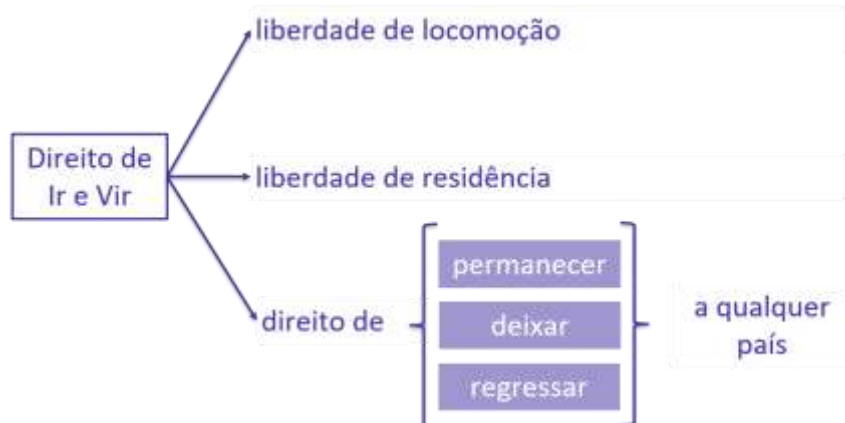 liberdade de locomoção
Direito de
Ir e Vir
liberdade de residência
direito de
permanecer
deixar
regressar
a qualquer
país